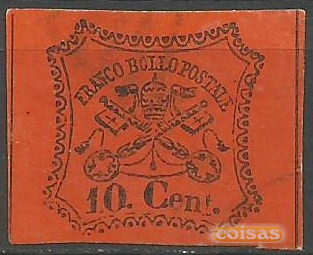 FRANCO BOLLO POSTALE
10. Cent.
coisas